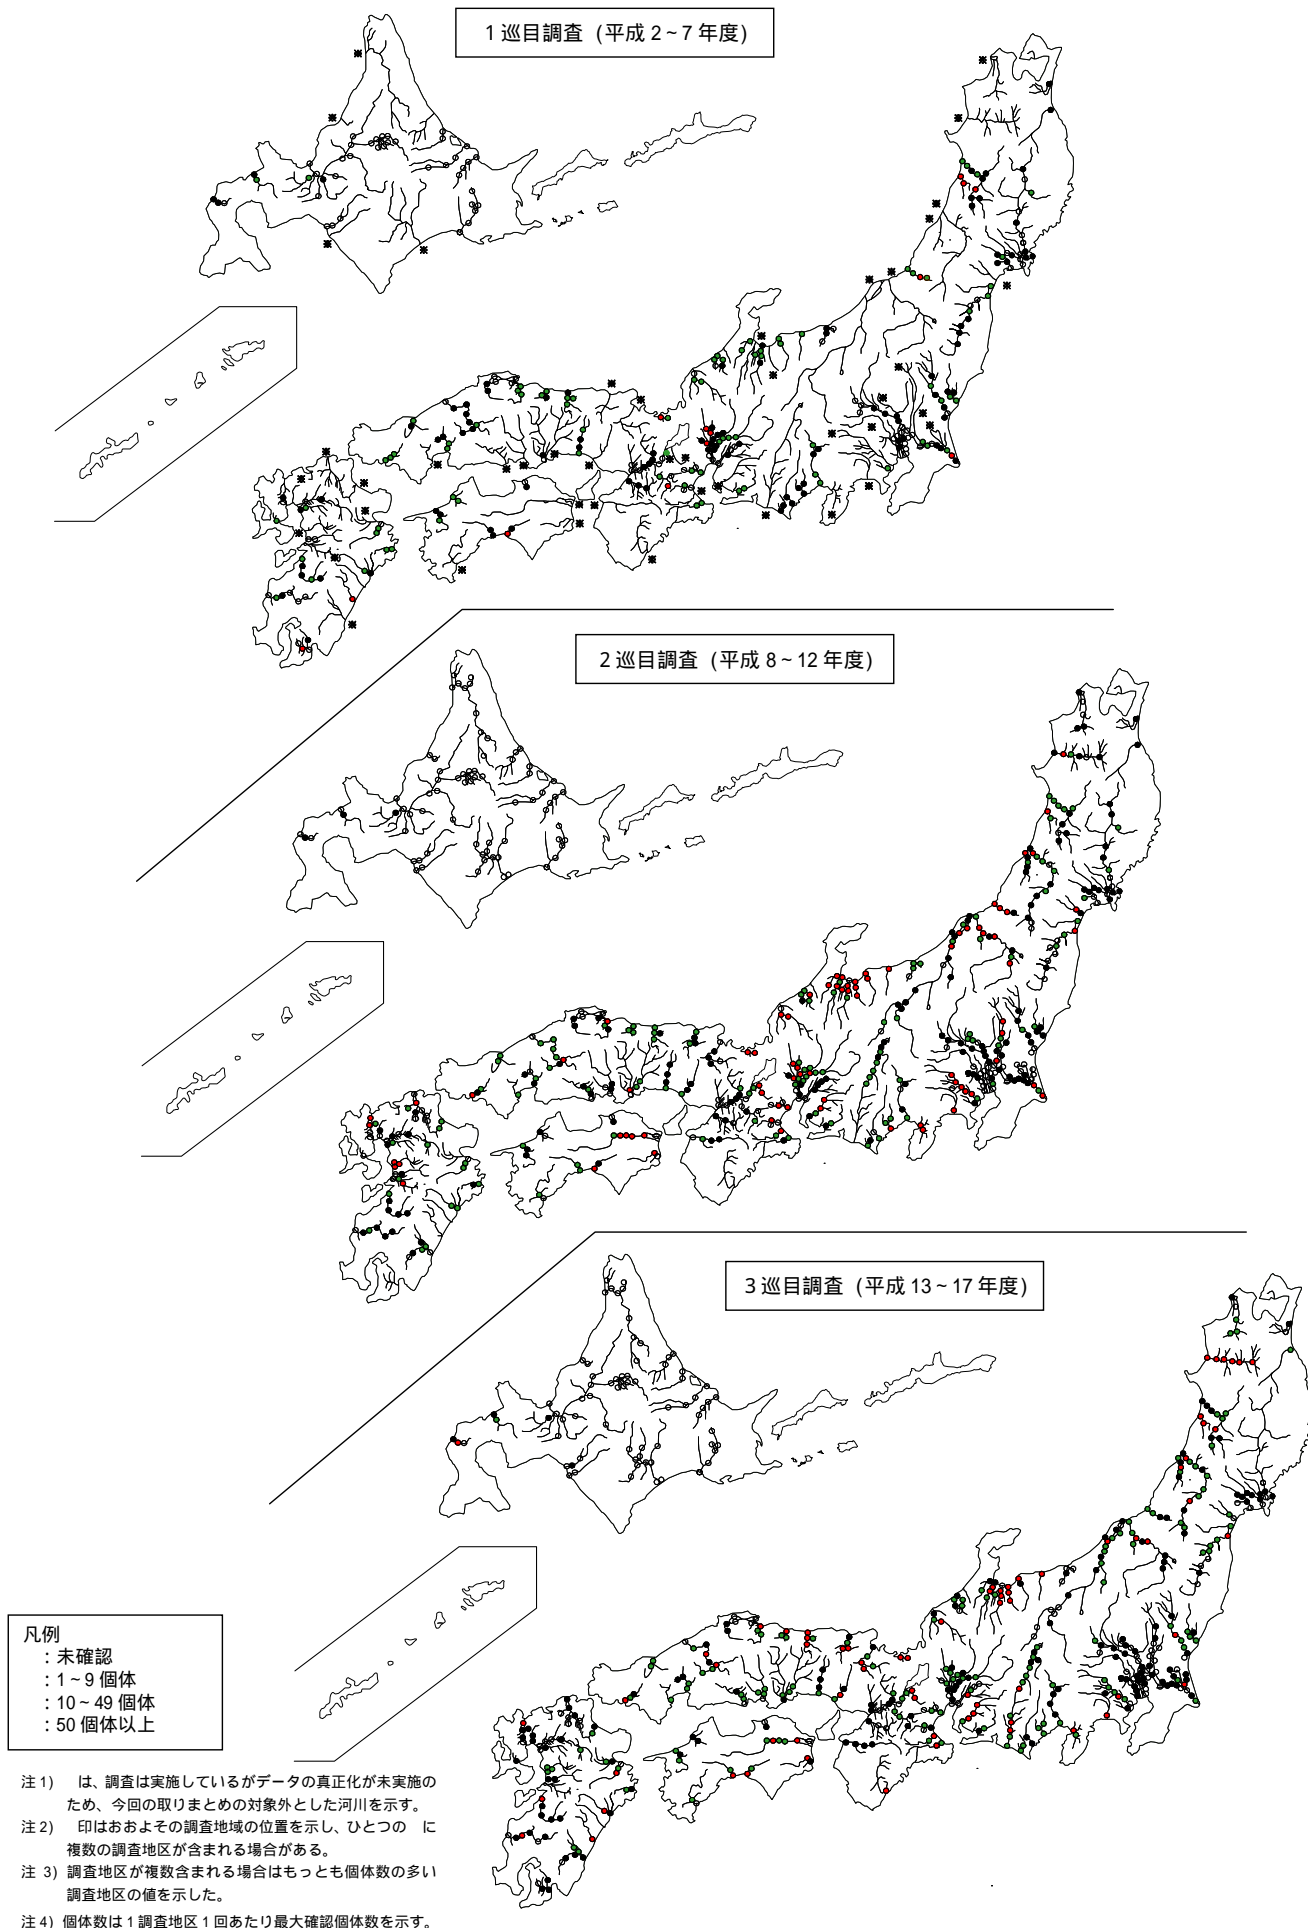 1 巡目調査 (平成 2~7 年度)
2 巡目調査 (平成 8~12 年度)
3 巡目調査 (平成 13~17 年度)
凡例
：未確認
：1~9 個体
：10~49 個体
：50 個体以上
注 1) は、調査は実施しているがデータの真正化が未実施の
ため、今回の取りまとめの対象外とした河川を示す。
注 2) 印はおおよその調査地域の位置を示し、ひとつの に
複数の調査地区が含まれる場合がある。
注 3) 調査地区が複数含まれる場合はもっとも個体数の多い
調査地区の値を示した。
注 4) 個体数は 1 調査地区 1 回あたり最大確認個体数を示す。